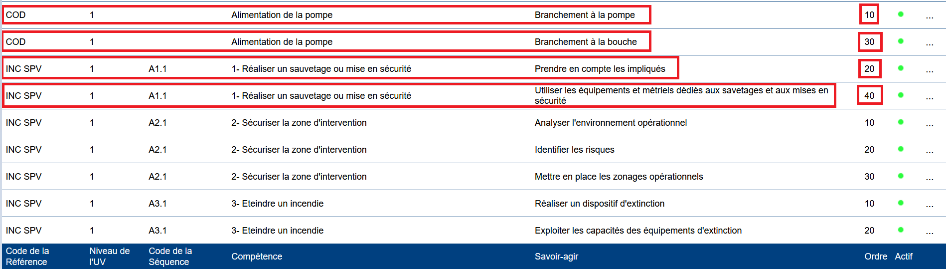 COD 1 Alimentation de la pompe Branchement à la pompe 10 ...
COD 1 Alimentation de la pompe Branchement à la bouche 30 ...
INC SPV 1 A1.1 1- Réaliser un sauvetage ou mise en sécurité Prendre en compte les impliqués 20 ...
INC SPV 1 A1.1 1- Réaliser un sauvetage ou mise en sécurité Utiliser les équipements et métriels dédiés aux savetages et aux mises en sécurité 40 ...
INC SPV 1 A2.1 2- Sécuriser la zone d'intervention Analyser l'environnement opérationnel 10 ...
INC SPV 1 A2.1 2- Sécuriser la zone d'intervention Identifier les risques 20 ...
INC SPV 1 A2.1 2- Sécuriser la zone d'intervention Mettre en place les zonages opérationnels 30 ...
INC SPV 1 A3.1 3- Eteindre un incendie Réaliser un dispositif d'extinction 10 ...
INC SPV 1 A3.1 3- Eteindre un incendie Exploiter les capacités des équipements d'extinction 20 ...
Code de la Référence Niveau de l'UV Code de la Séquence Compétence Savoir-agir Ordre Actif